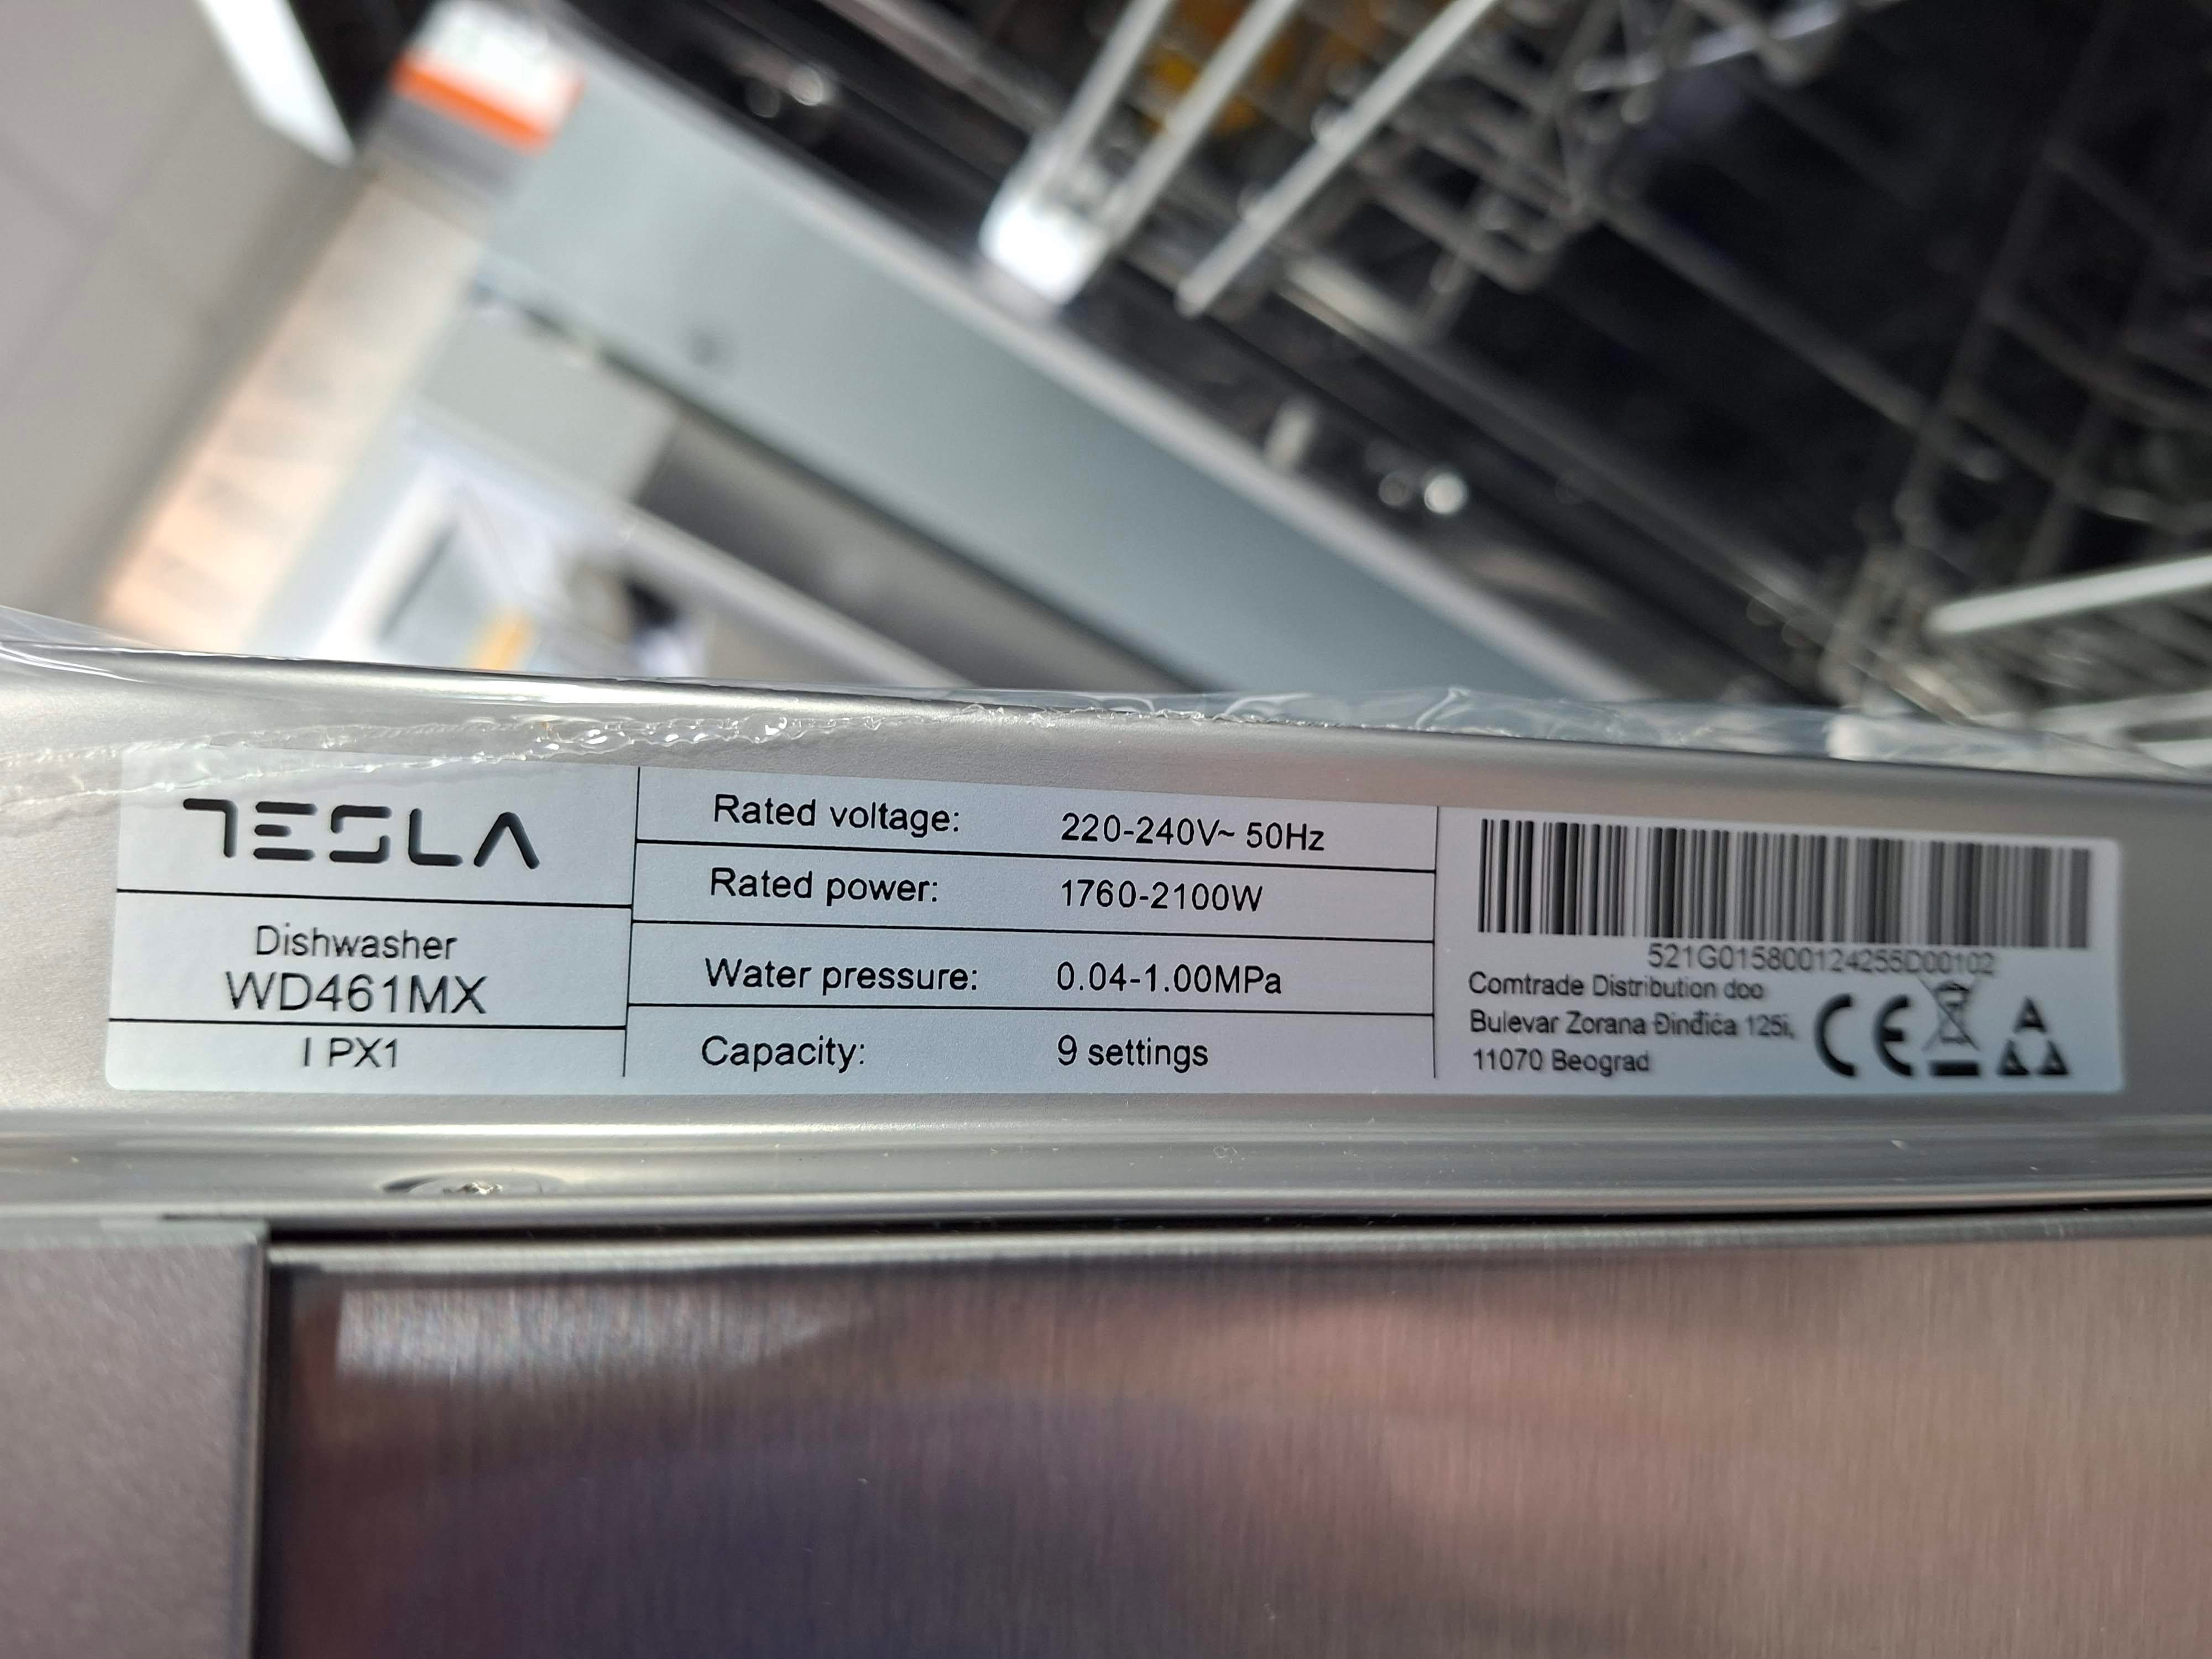 TESLA
Dishwasher
WD461MX
IPX1
Rated voltage: 220-240V~ 50Hz
Rated power: 1760-2100W
Water pressure: 0.04-1.00MPa
Capacity: 9 settings
521G015800124255D00102
Comtrade Distribution doo
Bulevar Zorana Đinđića 125i,
11070 Beograd
CE